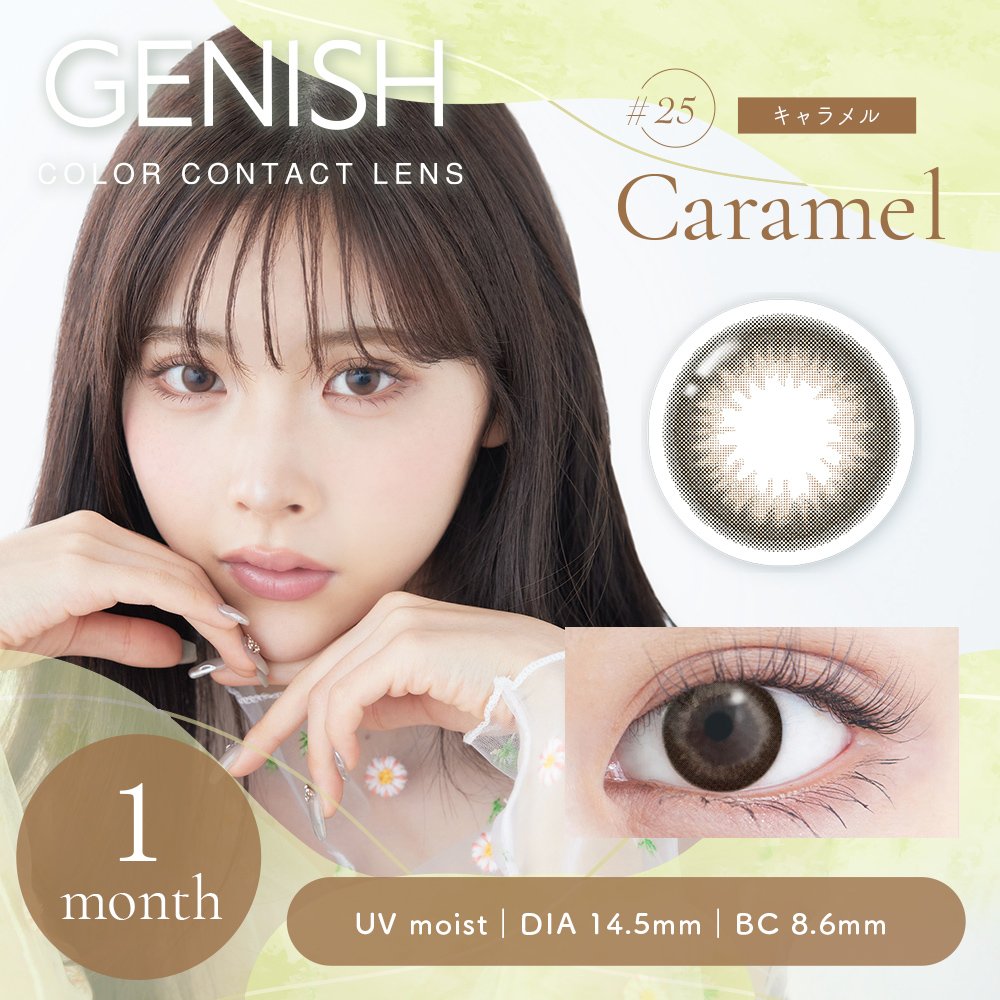 GENISH
COLOR CONTACT LENS
#25
キャラメル
Caramel
1
month
UV moist | DIA 14.5mm | BC 8.6mm